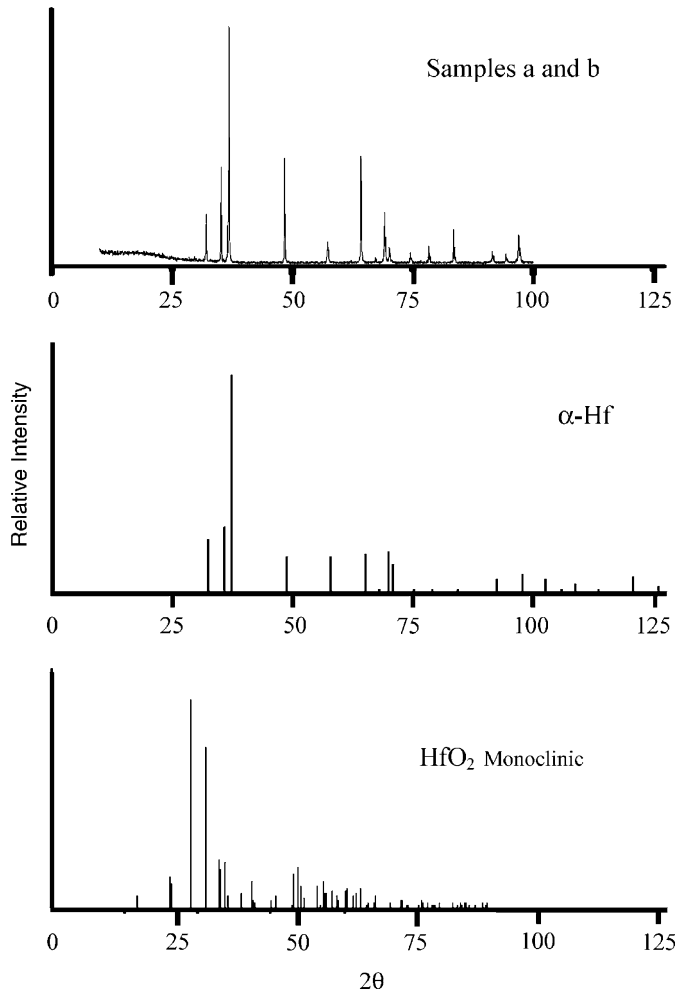 Samples a and b
0 25 50 75 100 125
Relative Intensity
α-Hf
0 25 50 75 100 125
HfO₂ Monoclinic
0 25 50 75 100 125
2θ